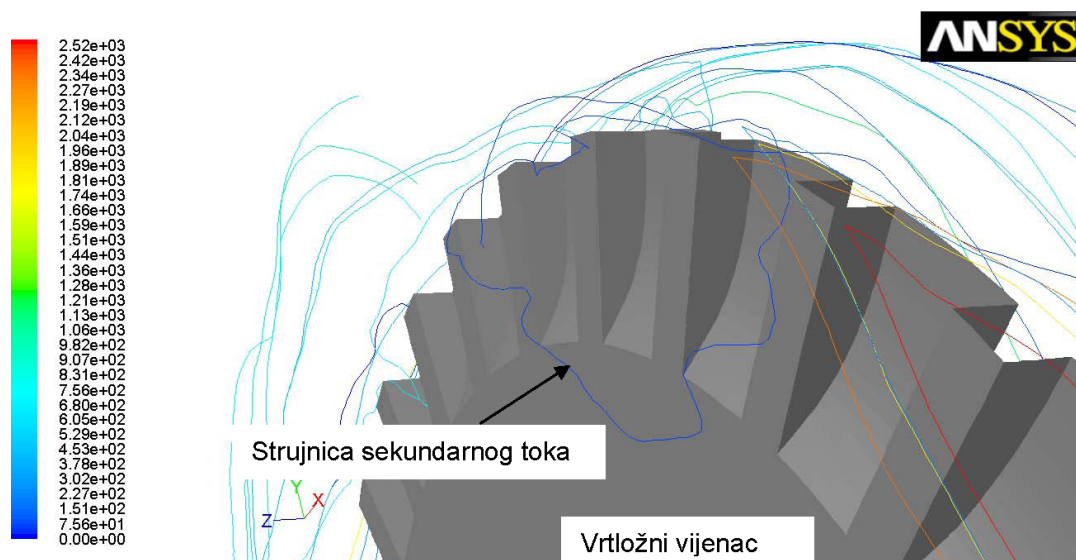 ANSYS
2.52e+03
2.42e+03
2.34e+03
2.27e+03
2.19e+03
2.12e+03
2.04e+03
1.96e+03
1.89e+03
1.81e+03
1.74e+03
1.66e+03
1.59e+03
1.51e+03
1.44e+03
1.36e+03
1.28e+03
1.21e+03
1.13e+03
1.06e+03
9.82e+02
9.07e+02
8.31e+02
7.56e+02
6.80e+02
6.05e+02
5.29e+02
4.53e+02
3.78e+02
3.02e+02
2.27e+02
1.51e+02
7.56e+01
0.00e+00
Strujnica sekundarnog toka
Y
X
Z
Vrtložni vijenac